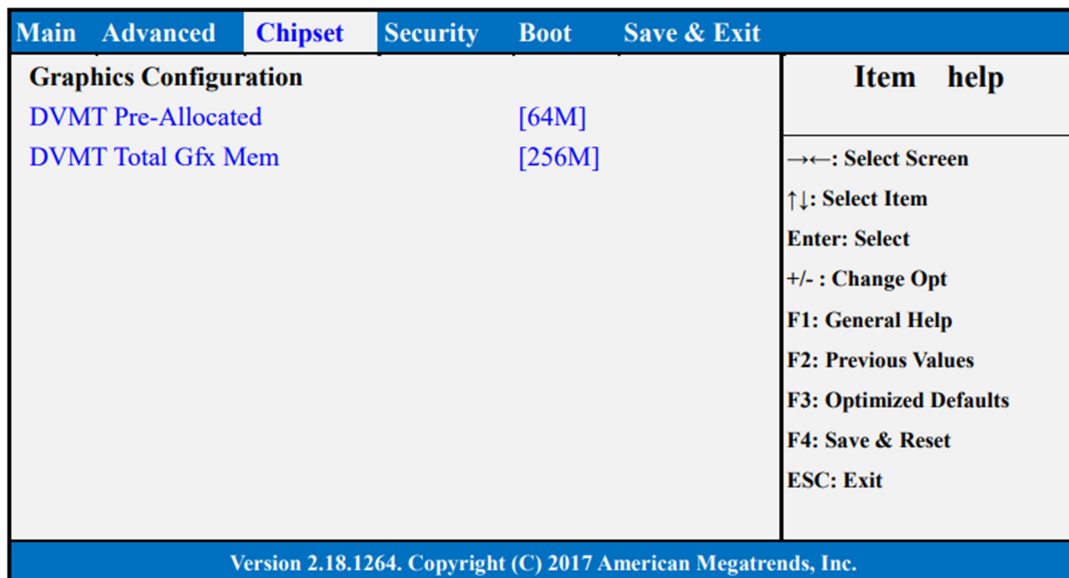 Main Advanced Chipset Security Boot Save & Exit
Graphics Configuration
DVMT Pre-Allocated [64M]
DVMT Total Gfx Mem [256M]
Item help
→←: Select Screen
↑↓: Select Item
Enter: Select
+/- : Change Opt
F1: General Help
F2: Previous Values
F3: Optimized Defaults
F4: Save & Reset
ESC: Exit
Version 2.18.1264. Copyright (C) 2017 American Megatrends, Inc.